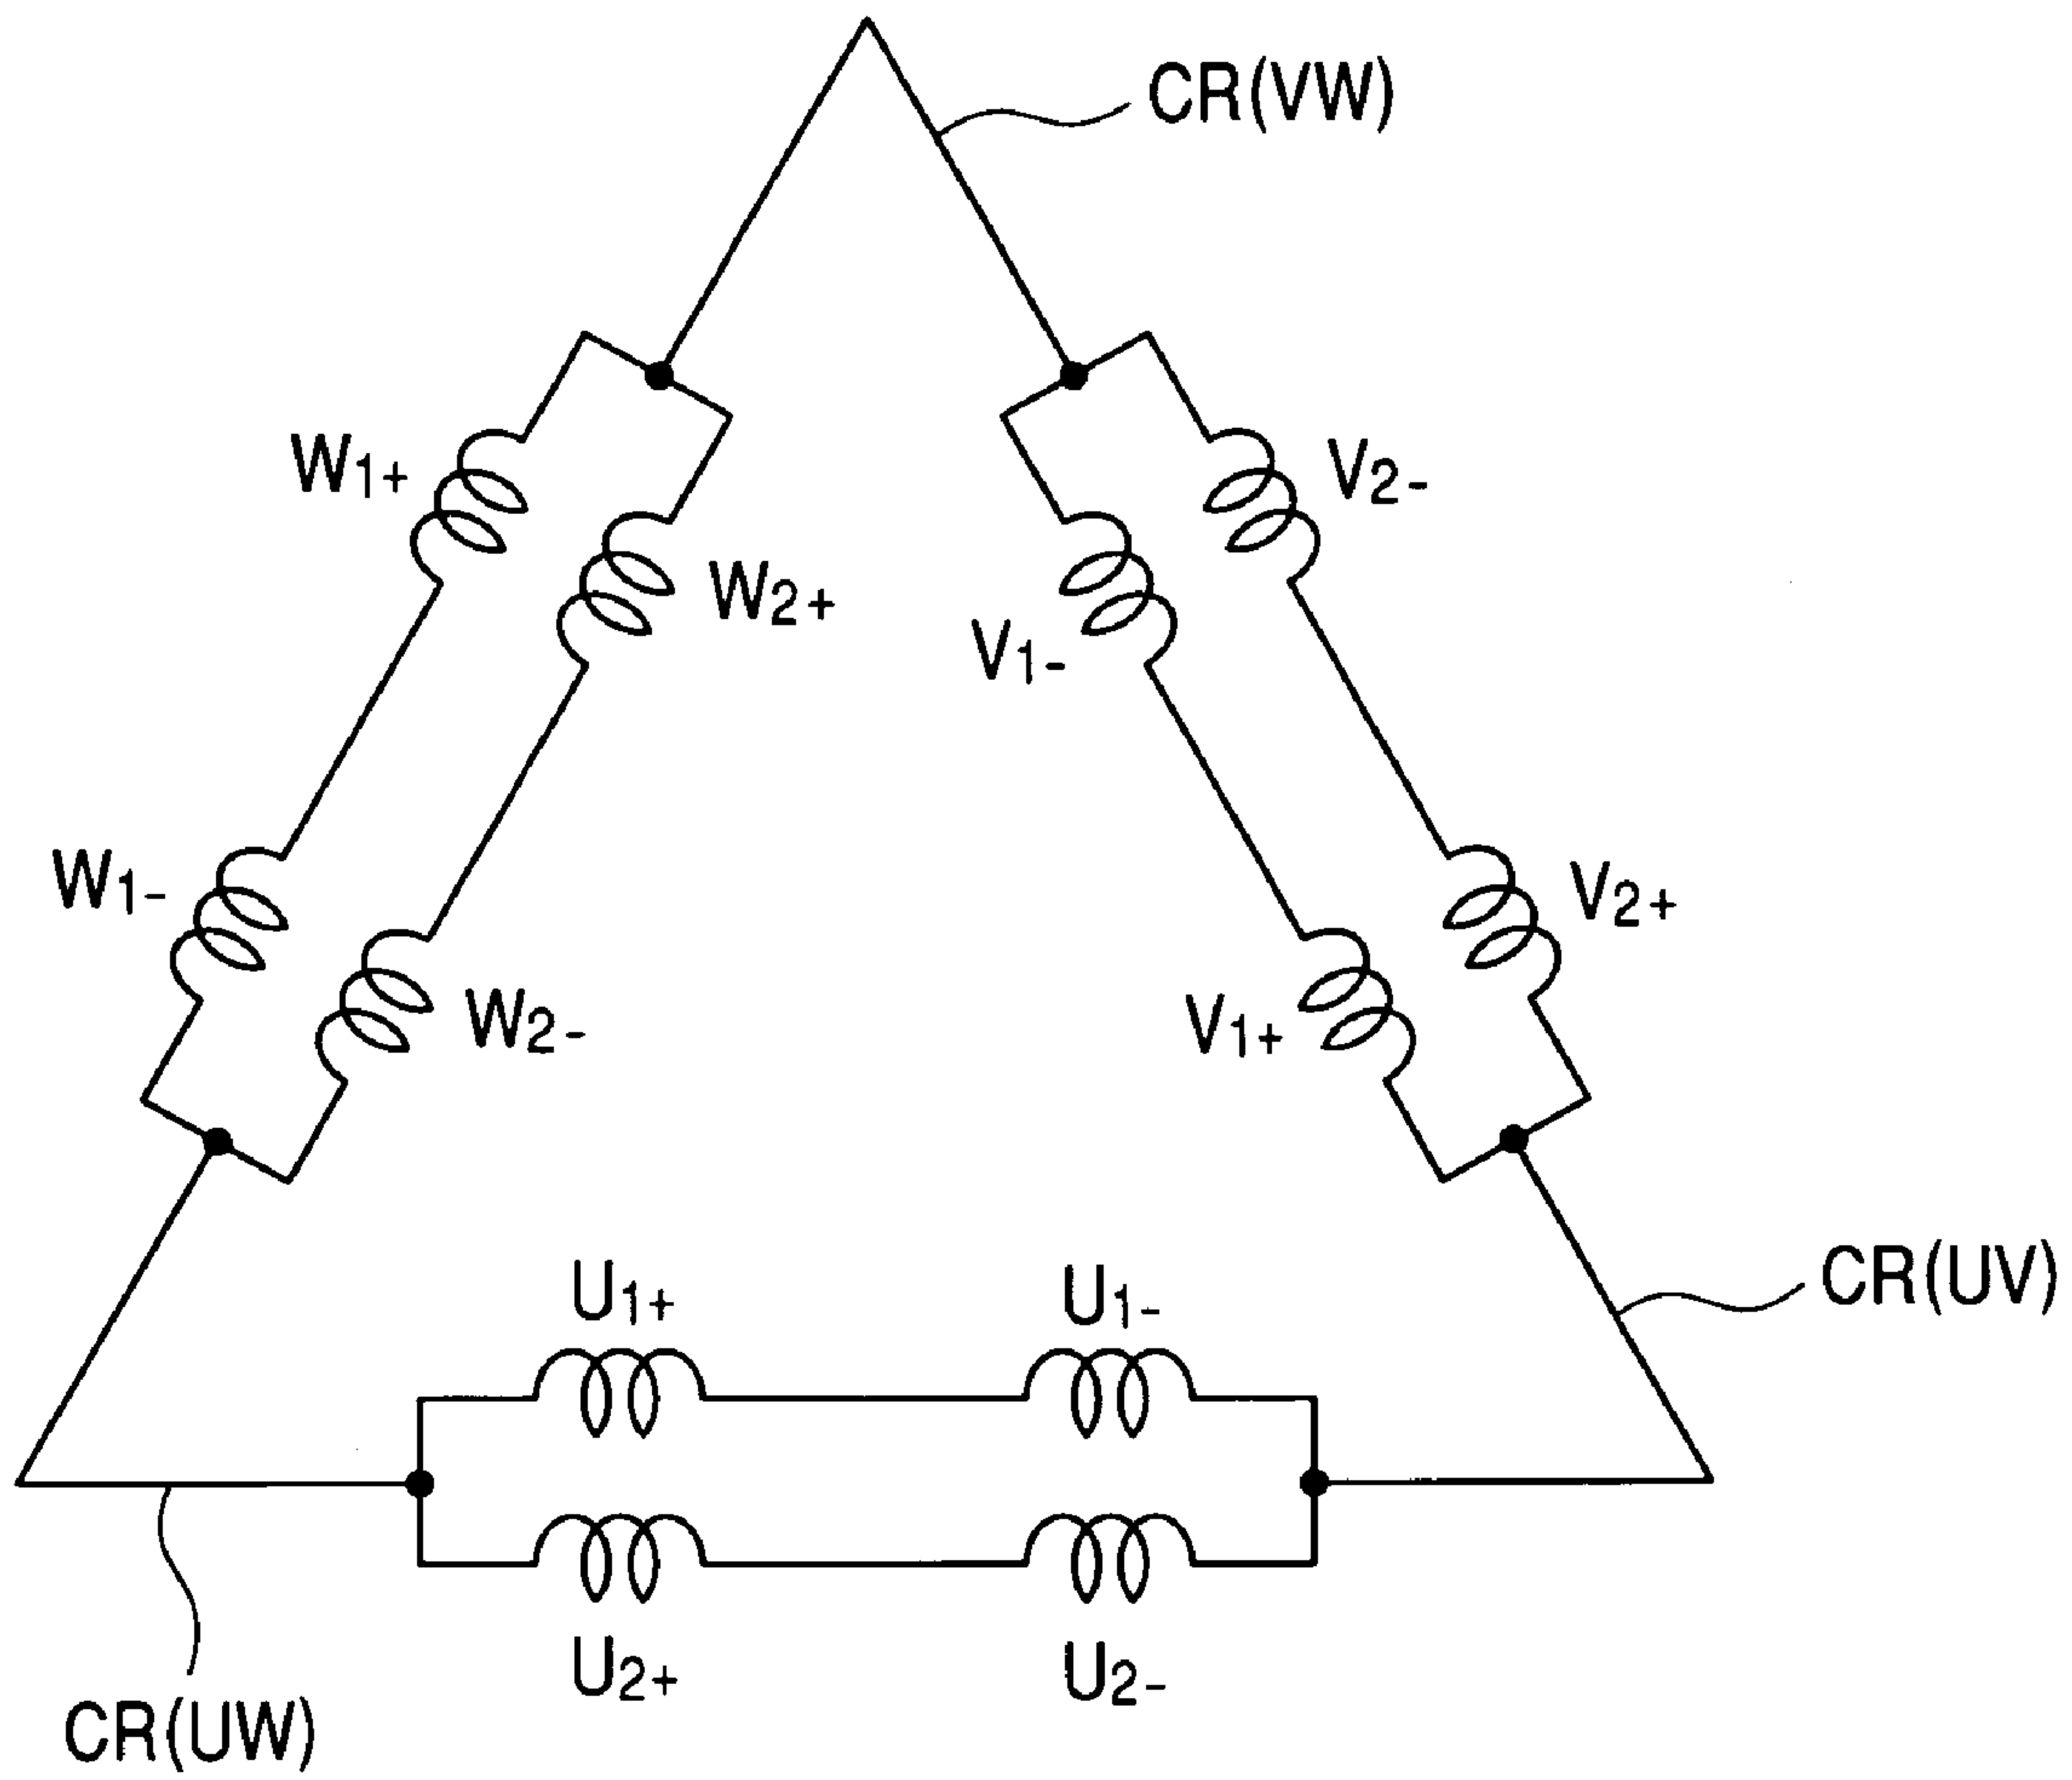 CR(VW)
W1+
V2-
W2+
V1-
W1-
V2+
W2-
V1+
U1+
U1-
CR(UV)
U2+
U2-
CR(UW)